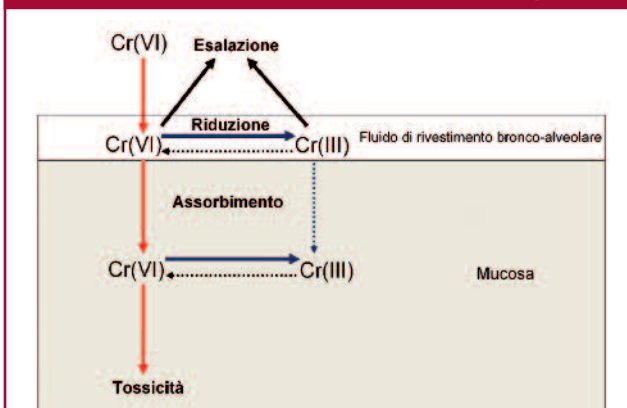 Cr(VI) Esalazione
Riduzione
Cr(VI) Cr(III) Fluido di rivestimento bronco-alveolare
Assorbimento
Cr(VI) Cr(III) Mucosa
Tossicità